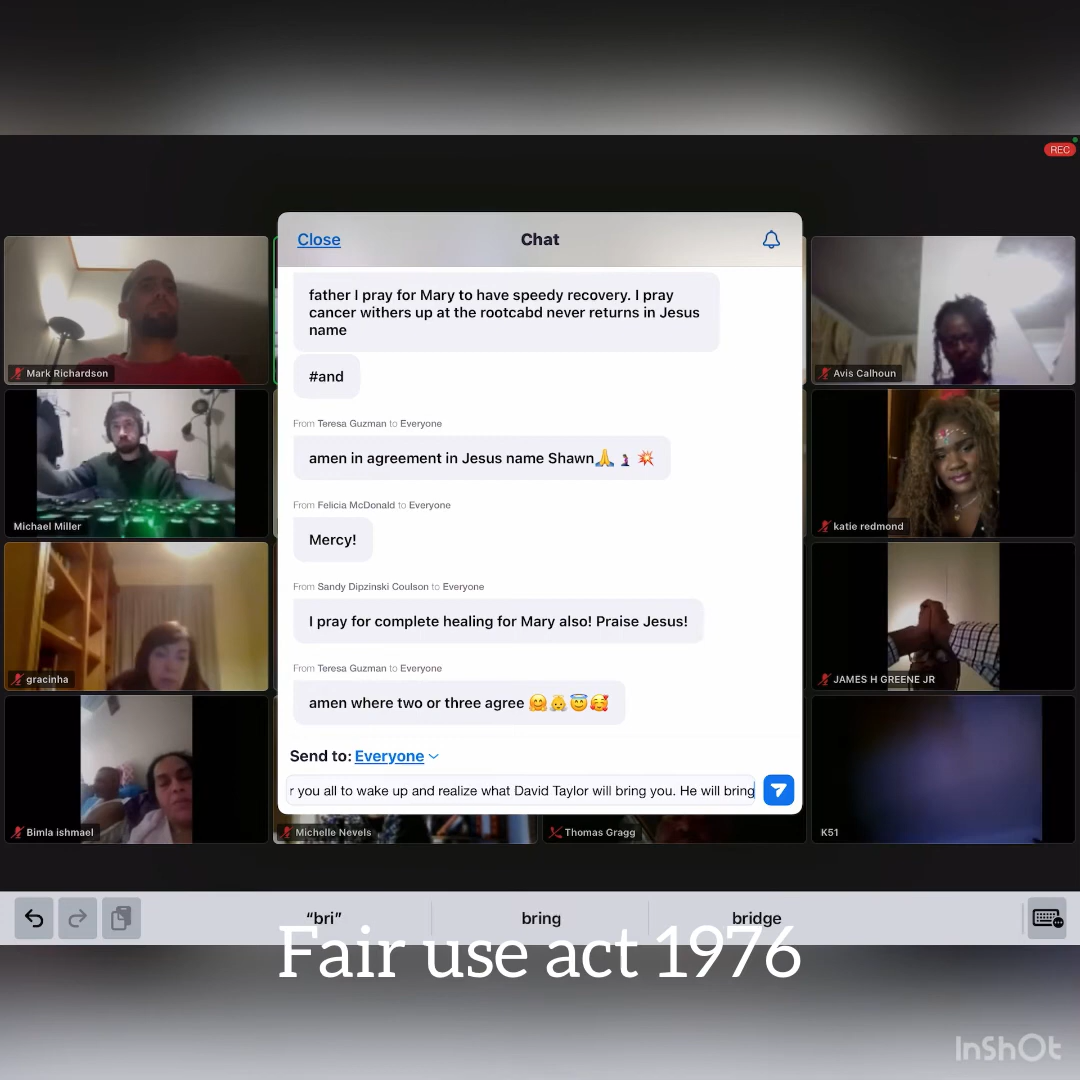 REC
Close
Chat
father I pray for Mary to have speedy recovery. I pray
cancer withers up at the rootcabd never returns in Jesus
name
#and
From Teresa Guzman to Everyone
amen in agreement in Jesus name Shawn🙏🧎‍♀️💥
From Felicia McDonald to Everyone
Mercy!
From Sandy Dipzinski Coulson to Everyone
I pray for complete healing for Mary also! Praise Jesus!
From Teresa Guzman to Everyone
amen where two or three agree 🤗👼😇🥰
Send to: Everyone
r you all to wake up and realize what David Taylor will bring you. He will bring
Mark Richardson
Avis Calhoun
Michael Miller
katie redmond
gracinha
JAMES H GREENE JR
Bimla ishmael
Michelle Nevels
Thomas Gragg
K51
“bri”
bring
bridge
Fair use act 1976
InShOt